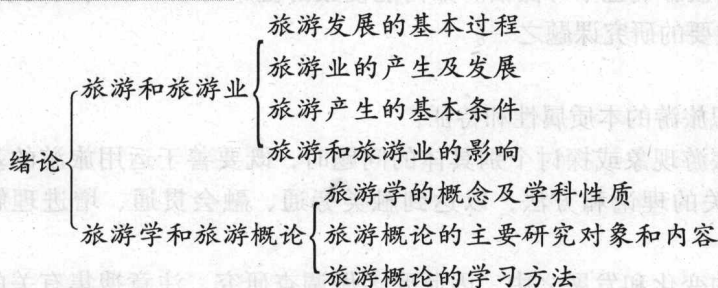 旅游发展的基本过程
旅游业的产生及发展
旅游和旅游业
旅游产生的基本条件
旅游和旅游业的影响
绪论
旅游学的概念及学科性质
旅游学和旅游概论
旅游概论的主要研究对象和内容
旅游概论的学习方法